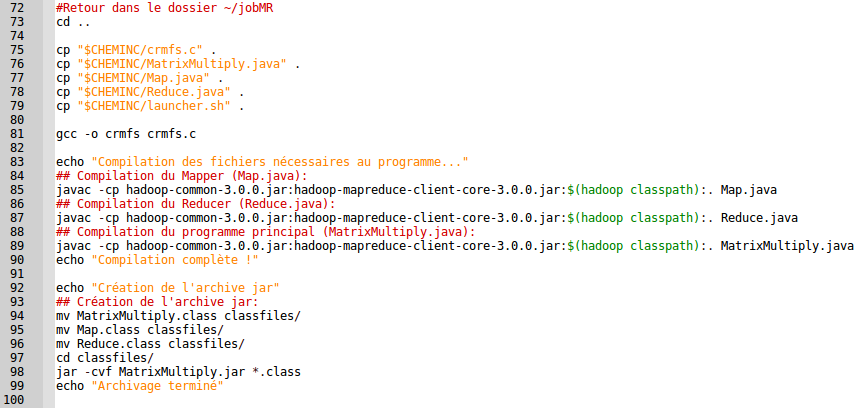 72 #Retour dans le dossier ~/jobMR
73 cd ..
74
75 cp "$CHEMINC/crmfs.c" .
76 cp "$CHEMINC/MatrixMultiply.java" .
77 cp "$CHEMINC/Map.java" .
78 cp "$CHEMINC/Reduce.java" .
79 cp "$CHEMINC/launcher.sh" .
80
81 gcc -o crmfs crmfs.c
82
83 echo "Compilation des fichiers nécessaires au programme..."
84 ## Compilation du Mapper (Map.java):
85 javac -cp hadoop-common-3.0.0.jar:hadoop-mapreduce-client-core-3.0.0.jar:$(hadoop classpath):. Map.java
86 ## Compilation du Reducer (Reduce.java):
87 javac -cp hadoop-common-3.0.0.jar:hadoop-mapreduce-client-core-3.0.0.jar:$(hadoop classpath):. Reduce.java
88 ## Compilation du programme principal (MatrixMultiply.java):
89 javac -cp hadoop-common-3.0.0.jar:hadoop-mapreduce-client-core-3.0.0.jar:$(hadoop classpath):. MatrixMultiply.java
90 echo "Compilation complète !"
91
92 echo "Création de l'archive jar"
93 ## Création de l'archive jar:
94 mv MatrixMultiply.class classfiles/
95 mv Map.class classfiles/
96 mv Reduce.class classfiles/
97 cd classfiles/
98 jar -cvf MatrixMultiply.jar *.class
99 echo "Archivage terminé"
100